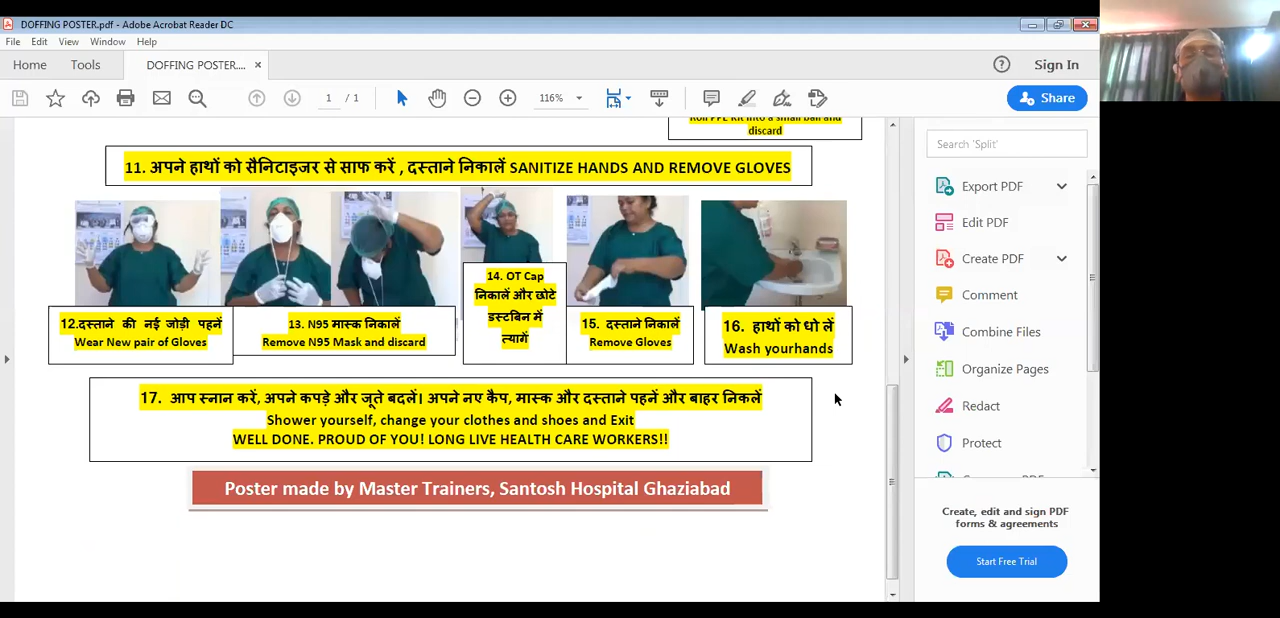 DOFFING POSTER.pdf - Adobe Acrobat Reader DC
File Edit View Window Help
Home Tools DOFFING POSTER.... × Sign In
1 / 1 116% Share
Roll PPE Kit into a small ball and
discard
11. अपने हाथों को सैनिटाइजर से साफ करें , दस्ताने निकालें SANITIZE HANDS AND REMOVE GLOVES
12.दस्ताने की नई जोड़ी पहनें
Wear New pair of Gloves
13. N95 मास्क निकालें
Remove N95 Mask and discard
14. OT Cap
निकालें और छोटे
डस्टबिन में
त्यागें
15. दस्ताने निकालें
Remove Gloves
16. हाथों को धो लें
Wash yourhands
17. आप स्नान करें, अपने कपड़े और जूते बदलें। अपने नए कैप, मास्क और दस्ताने पहनें और बाहर निकलें
Shower yourself, change your clothes and shoes and Exit
WELL DONE. PROUD OF YOU! LONG LIVE HEALTH CARE WORKERS!!
Poster made by Master Trainers, Santosh Hospital Ghaziabad
Search 'Split'
Export PDF
Edit PDF
Create PDF
Comment
Combine Files
Organize Pages
Redact
Protect
Create, edit and sign PDF
forms & agreements
Start Free Trial